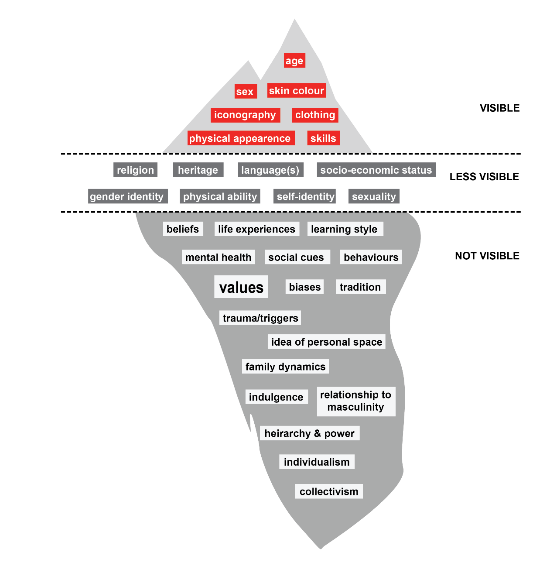 age
sex
skin colour
iconography
clothing
VISIBLE
physical appearence
skills
religion
heritage
language(s)
socio-economic status
LESS VISIBLE
gender identity
physical ability
self-identity
sexuality
beliefs
life experiences
learning style
NOT VISIBLE
mental health
social cues
behaviours
values
biases
tradition
trauma/triggers
idea of personal space
family dynamics
indulgence
relationship to
masculinity
heirarchy & power
individualism
collectivism